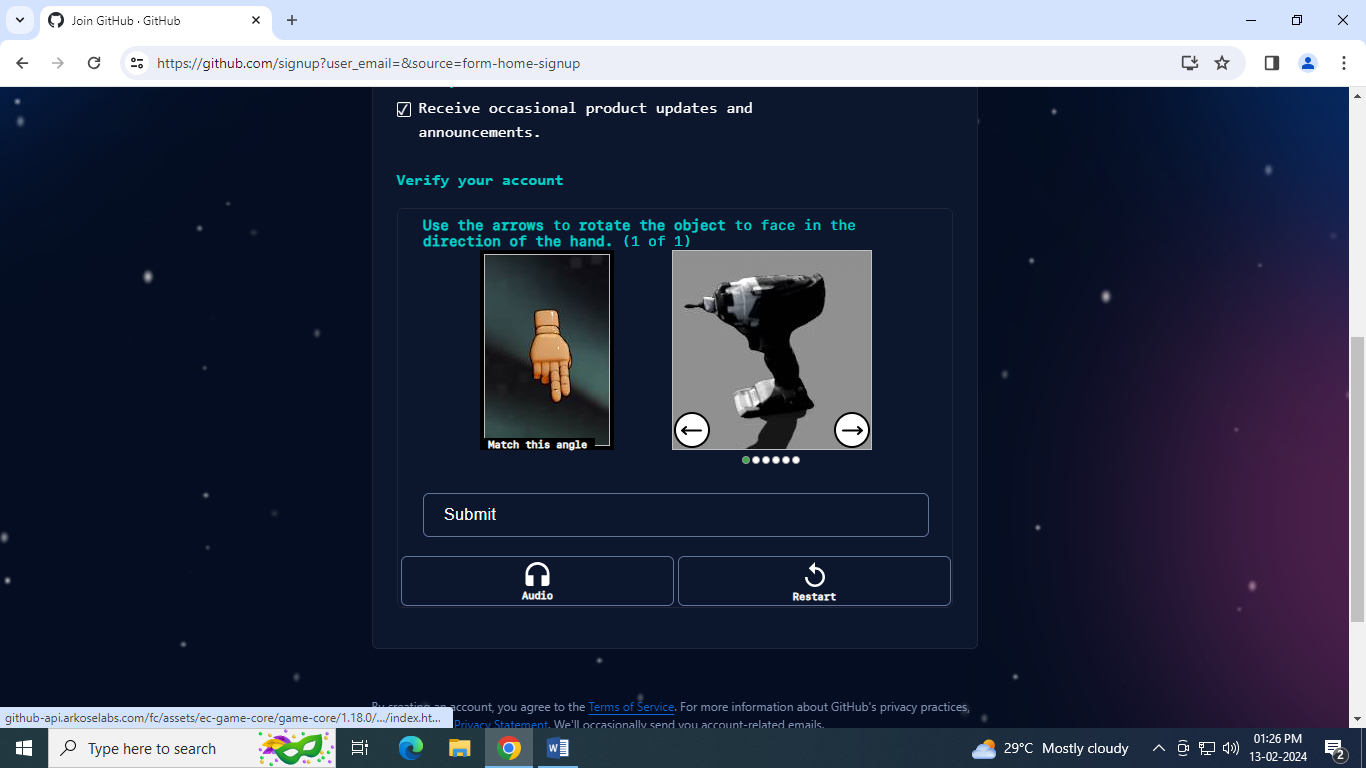 Join GitHub · GitHub
https://github.com/signup?user_email=&source=form-home-signup
Receive occasional product updates and
announcements.
Verify your account
Use the arrows to rotate the object to face in the
direction of the hand. (1 of 1)
Match this angle
Submit
Audio
Restart
By creating an account, you agree to the Terms of Service. For more information about GitHub's privacy practices,
Privacy Statement. We'll occasionally send you account-related emails.
github-api.arkoselabs.com/fc/assets/ec-game-core/game-core/1.18.0/.../index.ht...
Type here to search
29°C Mostly cloudy
01:26 PM
13-02-2024
2